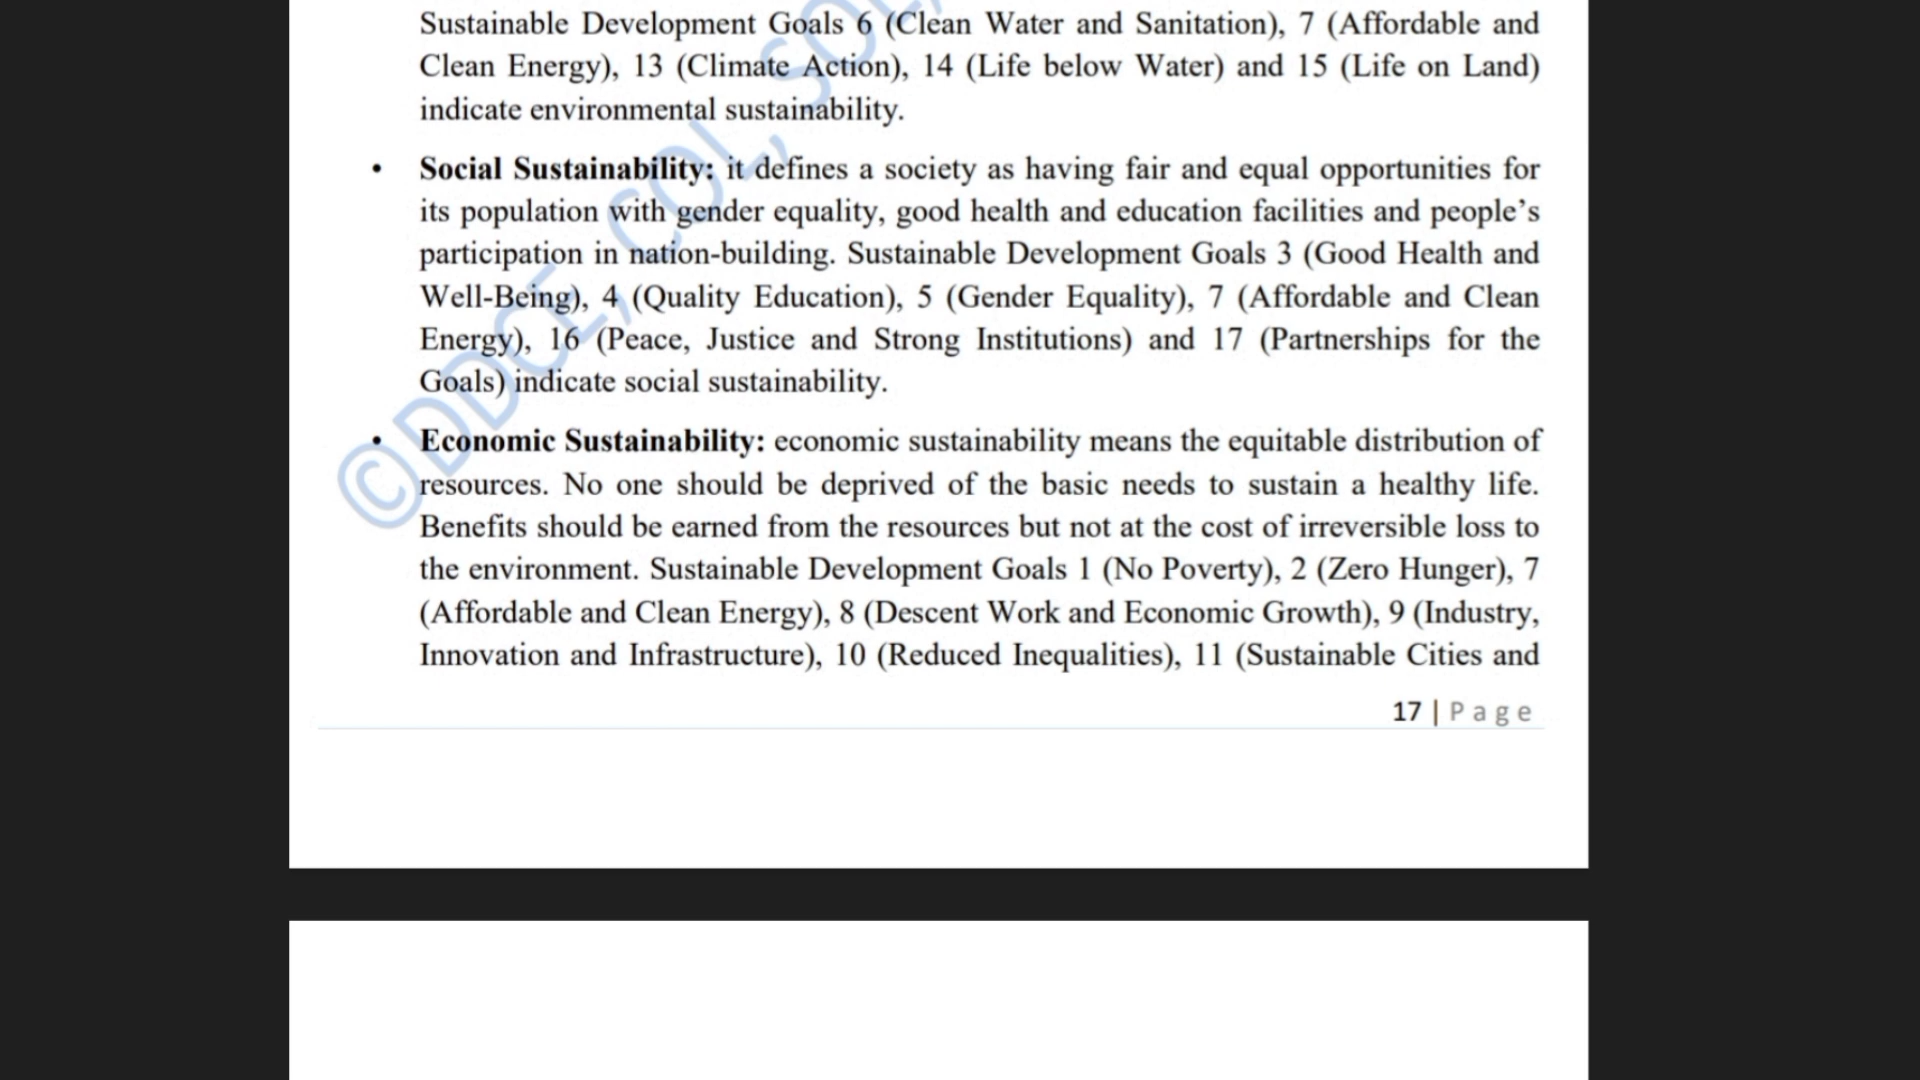 Sustainable Development Goals 6 (Clean Water and Sanitation), 7 (Affordable and
Clean Energy), 13 (Climate Action), 14 (Life below Water) and 15 (Life on Land)
indicate environmental sustainability.
• Social Sustainability: it defines a society as having fair and equal opportunities for
its population with gender equality, good health and education facilities and people’s
participation in nation-building. Sustainable Development Goals 3 (Good Health and
Well-Being), 4 (Quality Education), 5 (Gender Equality), 7 (Affordable and Clean
Energy), 16 (Peace, Justice and Strong Institutions) and 17 (Partnerships for the
Goals) indicate social sustainability.
• Economic Sustainability: economic sustainability means the equitable distribution of
resources. No one should be deprived of the basic needs to sustain a healthy life.
Benefits should be earned from the resources but not at the cost of irreversible loss to
the environment. Sustainable Development Goals 1 (No Poverty), 2 (Zero Hunger), 7
(Affordable and Clean Energy), 8 (Descent Work and Economic Growth), 9 (Industry,
Innovation and Infrastructure), 10 (Reduced Inequalities), 11 (Sustainable Cities and
17 | Page
©DDCE, COL,